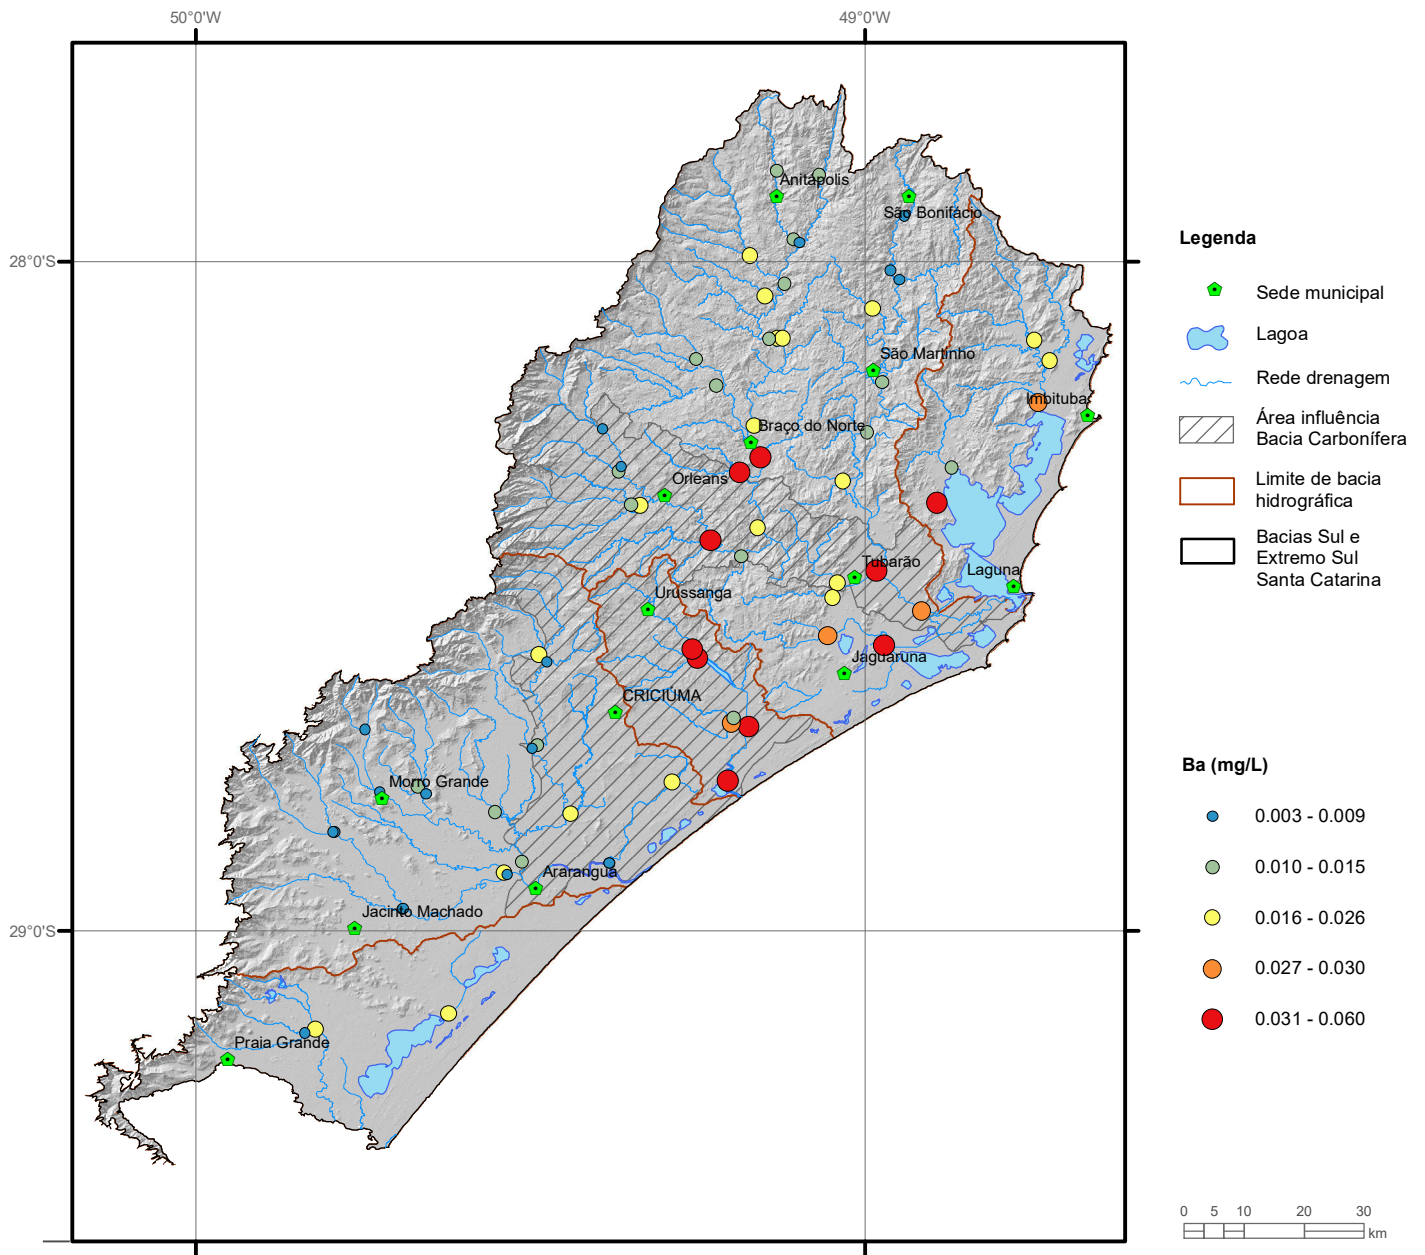 50°0'W
49°0'W
28°0'S
29°0'S
Anitápolis
São Bonifácio
São Martinho
Imbituba
Braço do Norte
Orleans
Tubarão
Laguna
Urussanga
Jaguaruna
CRICIÚMA
Morro Grande
Araranguá
Jacinto Machado
Praia Grande
Legenda
Sede municipal
Lagoa
Rede drenagem
Área influência
Bacia Carbonífera
Limite de bacia
hidrográfica
Bacias Sul e
Extremo Sul
Santa Catarina
Ba (mg/L)
0.003 - 0.009
0.010 - 0.015
0.016 - 0.026
0.027 - 0.030
0.031 - 0.060
0 5 10 20 30
km